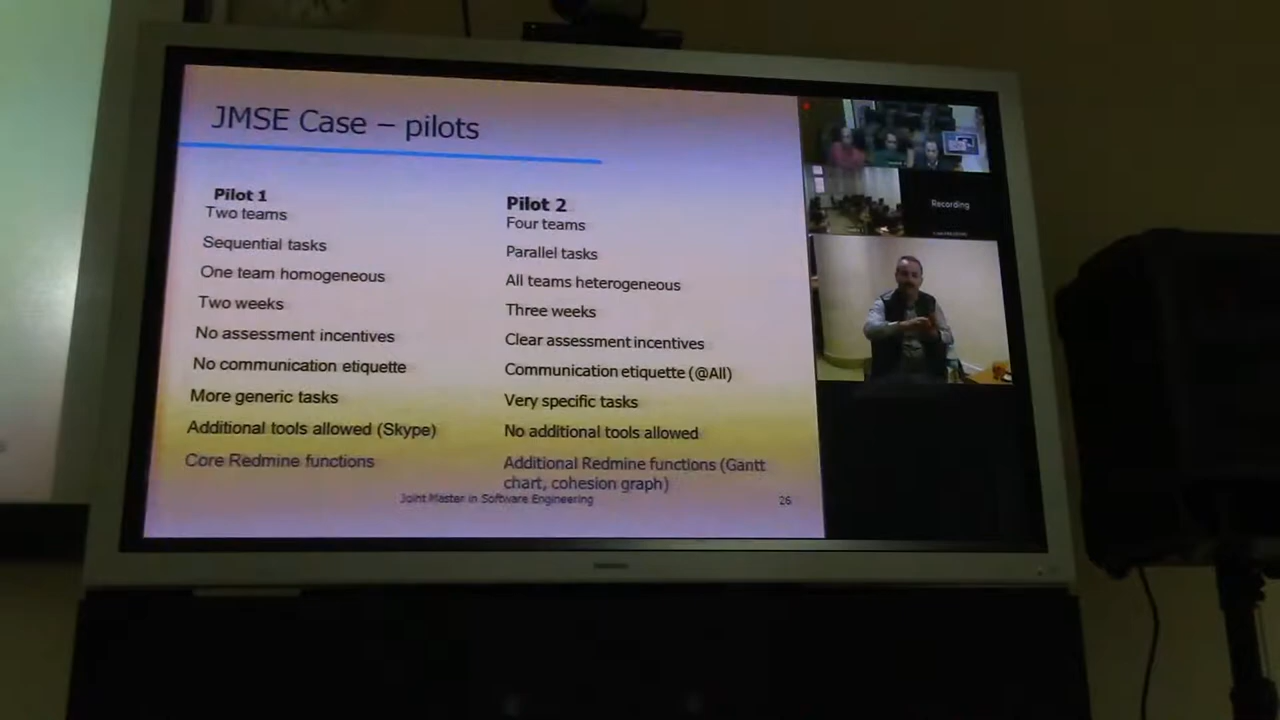 JMSE Case – pilots
Pilot 1
Two teams
Sequential tasks
One team homogeneous
Two weeks
No assessment incentives
No communication etiquette
More generic tasks
Additional tools allowed (Skype)
Core Redmine functions
Pilot 2
Four teams
Parallel tasks
All teams heterogeneous
Three weeks
Clear assessment incentives
Communication etiquette (@All)
Very specific tasks
No additional tools allowed
Additional Redmine functions (Gantt
chart, cohesion graph)
Joint Master in Software Engineering
26
Recording